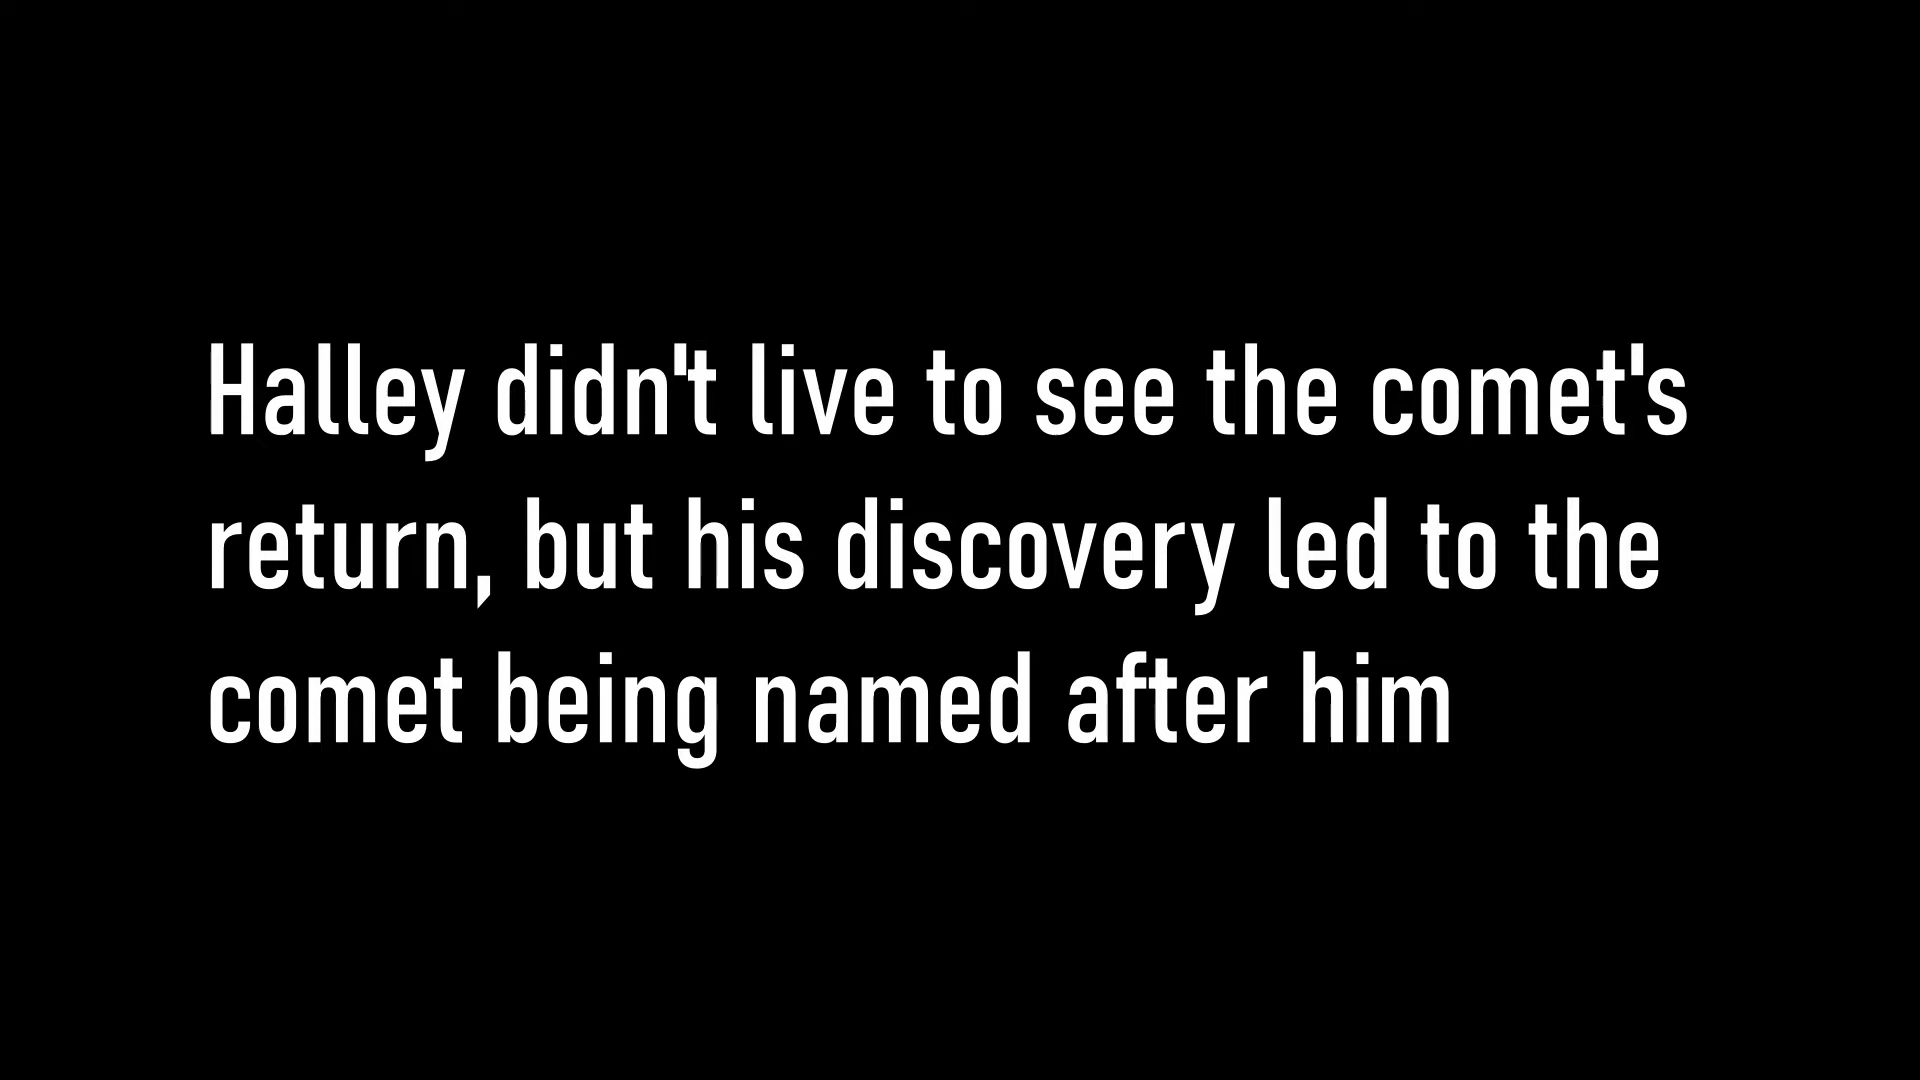 Halley didn't live to see the comet's
return, but his discovery led to the
comet being named after him